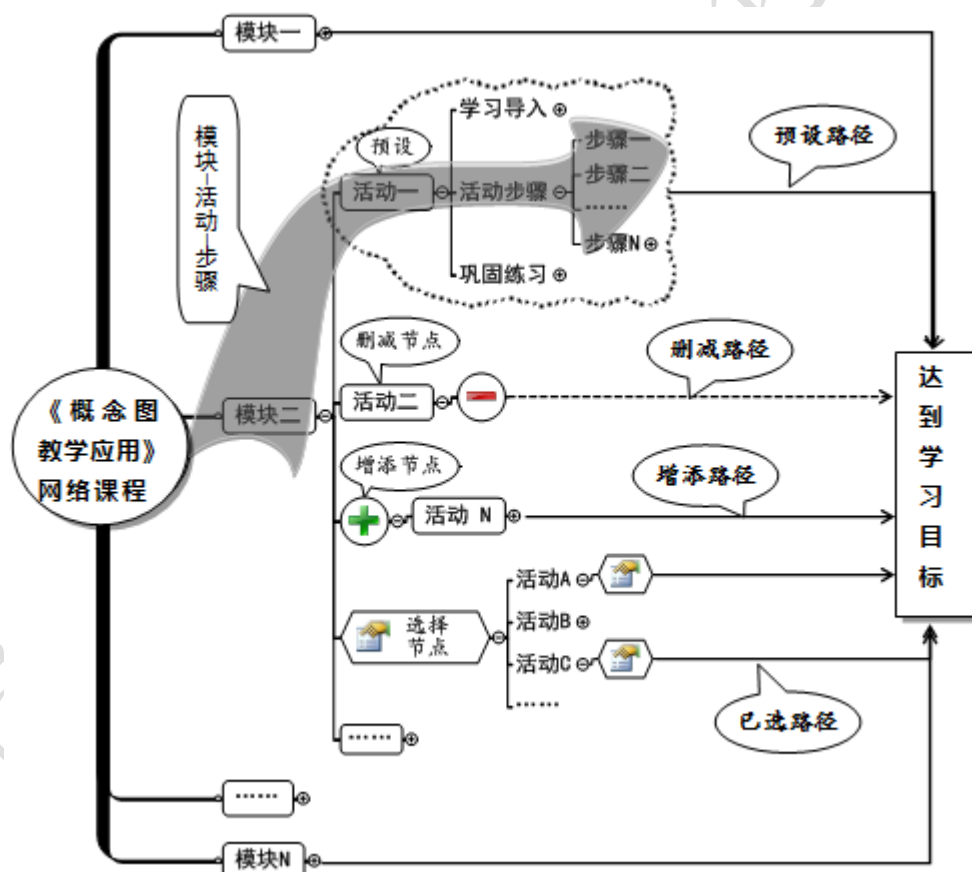 模块一
学习导入
步骤一
预设路径
预设
模块-活动-步骤
步骤二
活动一
活动步骤
……
步骤N
巩固练习
删减节点
删减路径
活动二
达到学习目标
《概念图
教学应用》
网络课程
模块二
增添节点
增添路径
活动 N
活动A
选择
节点
活动B
活动C
……
已选路径
……
……
模块N